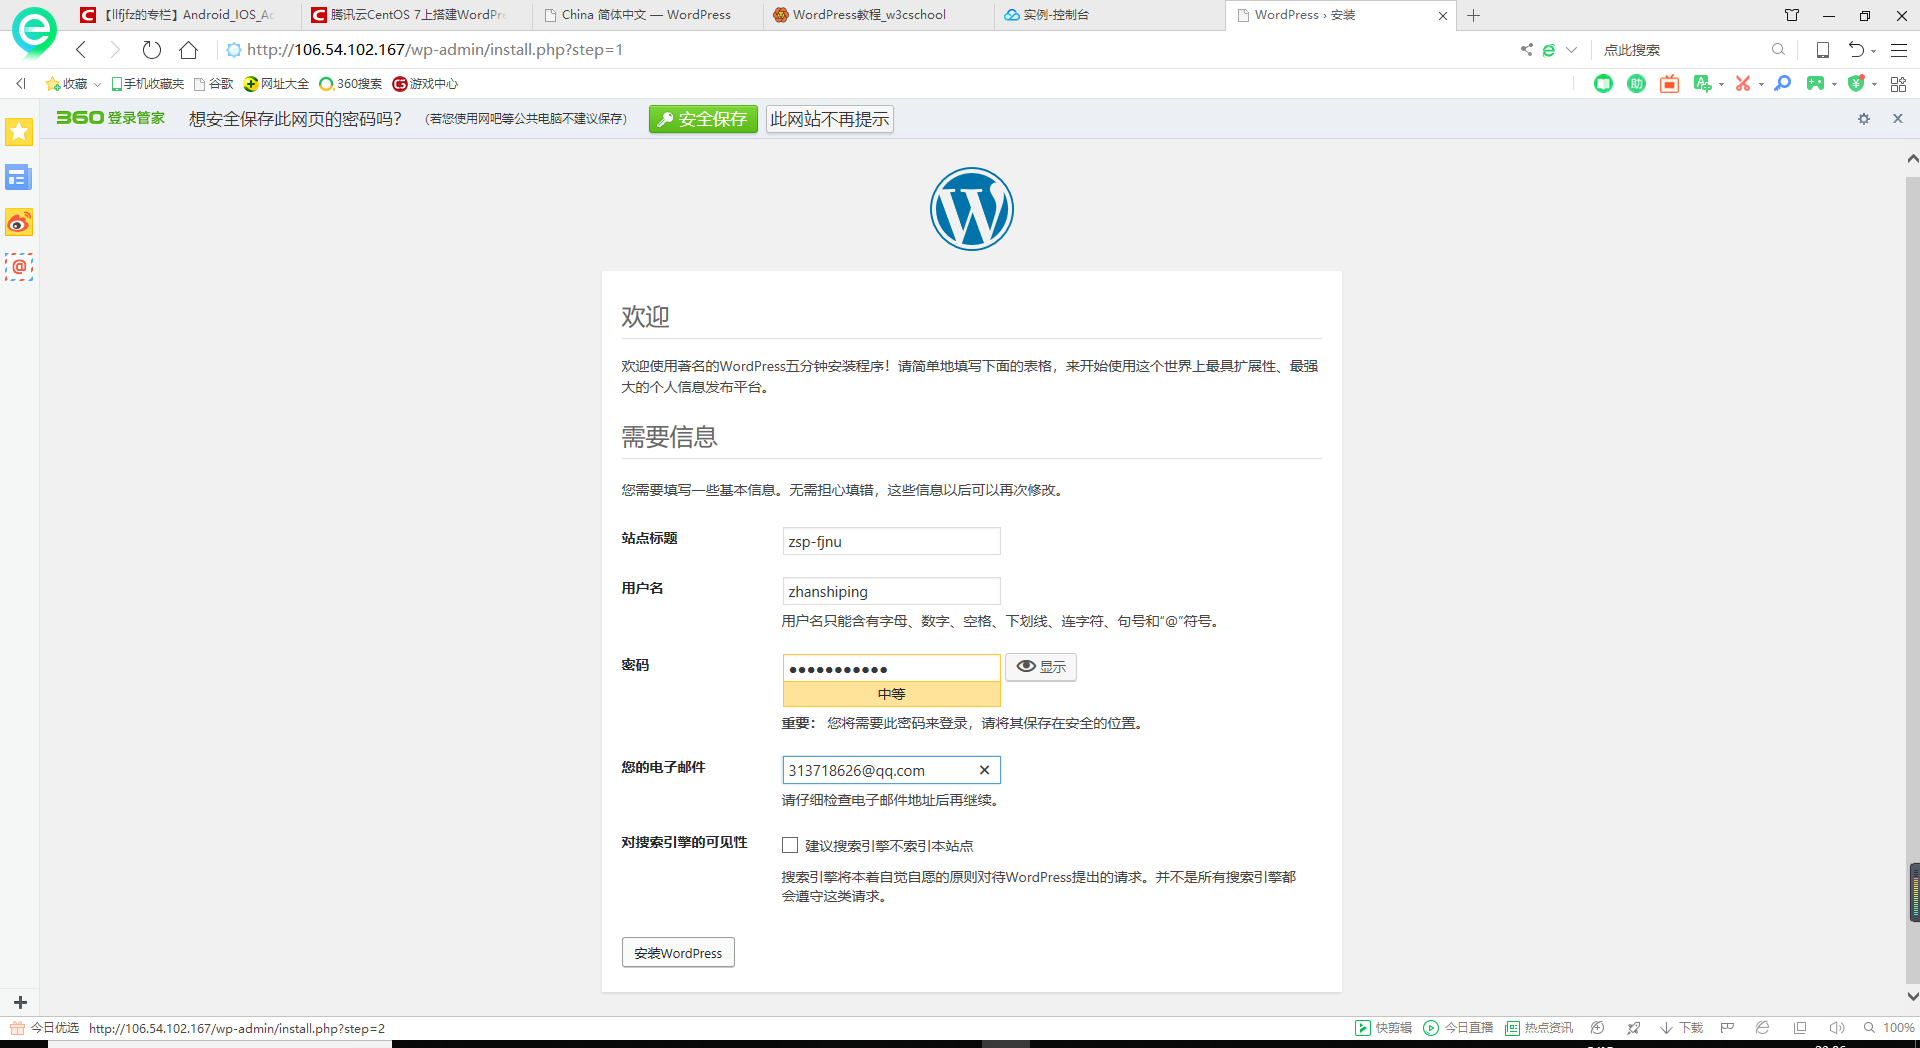 【llfjfz的专栏】Android_IOS_Ac
腾讯云CentOS 7上搭建WordPr
China 简体中文 — WordPress
WordPress教程_w3cschool
实例-控制台
WordPress › 安装
http://106.54.102.167/wp-admin/install.php?step=1
点此搜索
收藏
手机收藏夹
谷歌
网址大全
360搜索
游戏中心
360 登录管家
想安全保存此网页的密码吗？
（若您使用网吧等公共电脑不建议保存）
安全保存
此网站不再提示
欢迎
欢迎使用著名的WordPress五分钟安装程序！请简单地填写下面的表格，来开始使用这个世界上最具扩展性、最强
大的个人信息发布平台。
需要信息
您需要填写一些基本信息。无需担心填错，这些信息以后可以再次修改。
站点标题
zsp-fjnu
用户名
zhanshiping
用户名只能含有字母、数字、空格、下划线、连字符、句号和“@”符号。
密码
●●●●●●●●●●●
显示
中等
重要： 您将需要此密码来登录，请将其保存在安全的位置。
您的电子邮件
313718626@qq.com
请仔细检查电子邮件地址后再继续。
对搜索引擎的可见性
建议搜索引擎不索引本站点
搜索引擎将本着自觉自愿的原则对待WordPress提出的请求。并不是所有搜索引擎都
会遵守这类请求。
安装WordPress
今日优选
http://106.54.102.167/wp-admin/install.php?step=2
快剪辑
今日直播
热点资讯
下载
100%